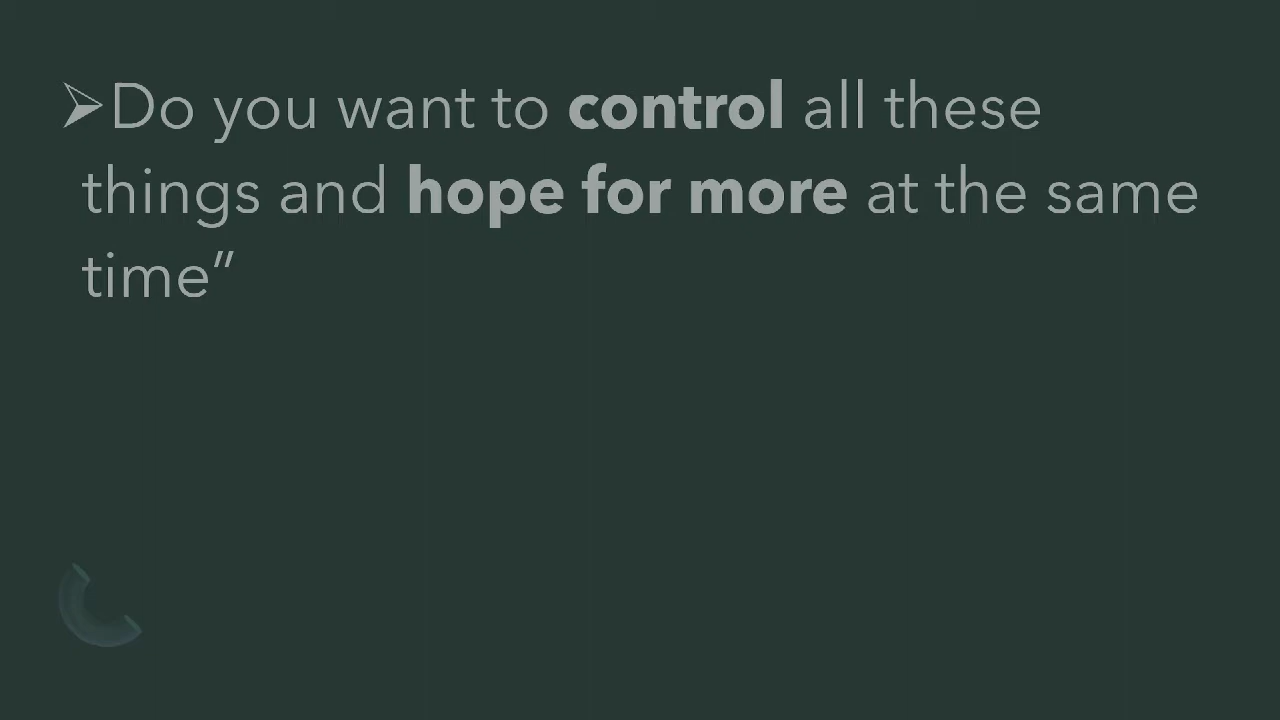 ➢Do you want to control all these
things and hope for more at the same
time”